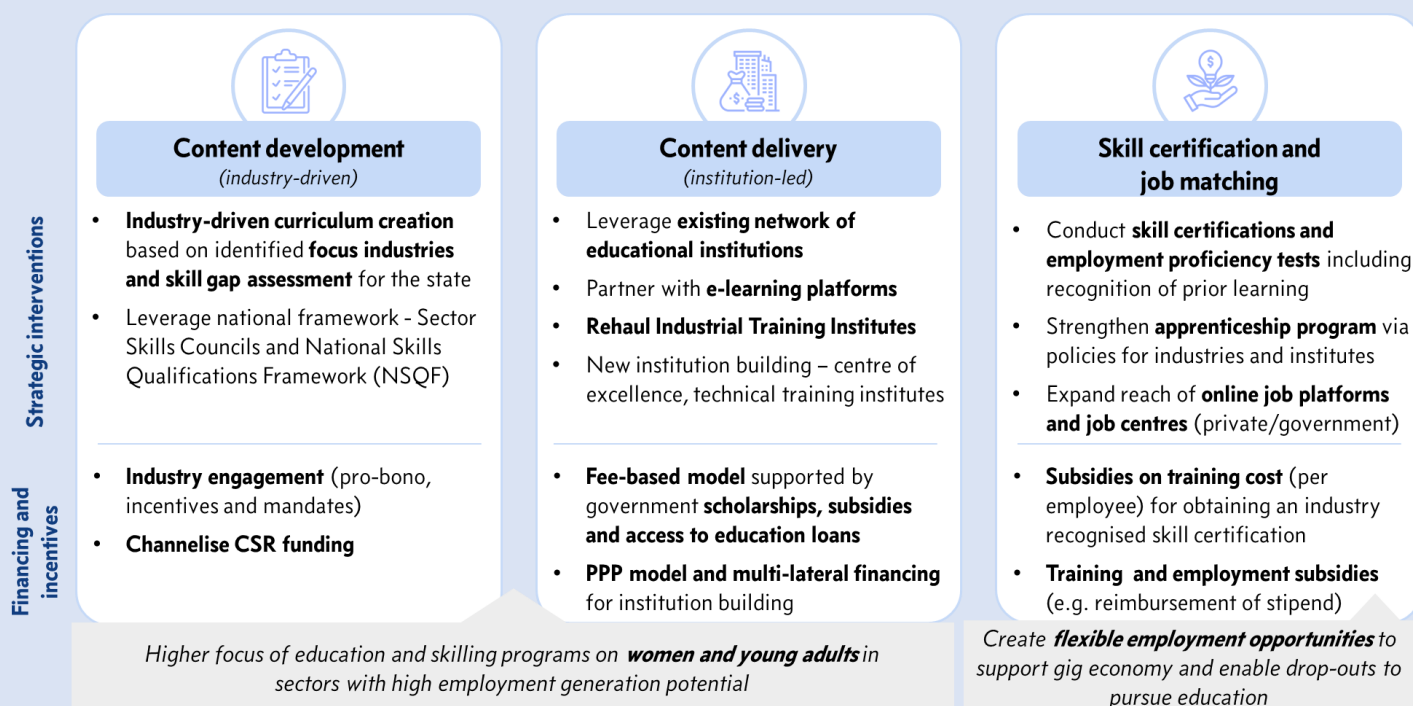 Strategic interventions
Financing and
incentives
Content development
(industry-driven)
• Industry-driven curriculum creation
based on identified focus industries
and skill gap assessment for the state
• Leverage national framework - Sector
Skills Councils and National Skills
Qualifications Framework (NSQF)
• Industry engagement (pro-bono,
incentives and mandates)
• Channelise CSR funding
Content delivery
(institution-led)
• Leverage existing network of
educational institutions
• Partner with e-learning platforms
• Rehaul Industrial Training Institutes
• New institution building – centre of
excellence, technical training institutes
• Fee-based model supported by
government scholarships, subsidies
and access to education loans
• PPP model and multi-lateral financing
for institution building
Skill certification and
job matching
• Conduct skill certifications and
employment proficiency tests including
recognition of prior learning
• Strengthen apprenticeship program via
policies for industries and institutes
• Expand reach of online job platforms
and job centres (private/government)
• Subsidies on training cost (per
employee) for obtaining an industry
recognised skill certification
• Training and employment subsidies
(e.g. reimbursement of stipend)
Higher focus of education and skilling programs on women and young adults in
sectors with high employment generation potential
Create flexible employment opportunities to
support gig economy and enable drop-outs to
pursue education